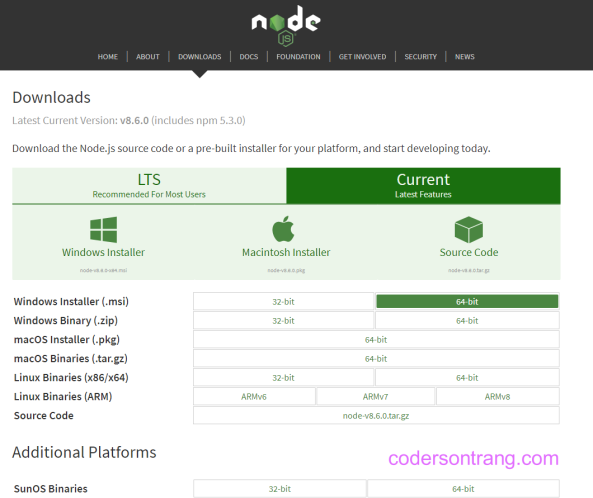 node
JS
HOME ABOUT DOWNLOADS DOCS FOUNDATION GET INVOLVED SECURITY NEWS
Downloads
Latest Current Version: v8.6.0 (includes npm 5.3.0)
Download the Node.js source code or a pre-built installer for your platform, and start developing today.
LTS Current
Recommended For Most Users Latest Features
Windows Installer Macintosh Installer Source Code
node-v8.6.0-x64.msi node-v8.6.0.pkg node-v8.6.0.tar.gz
Windows Installer (.msi) 32-bit 64-bit
Windows Binary (.zip) 32-bit 64-bit
macOS Installer (.pkg) 64-bit
macOS Binaries (.tar.gz) 64-bit
Linux Binaries (x86/x64) 32-bit 64-bit
Linux Binaries (ARM) ARMv6 ARMv7 ARMv8
Source Code node-v8.6.0.tar.gz
Additional Platforms
codersontrang.com
SunOS Binaries 32-bit 64-bit